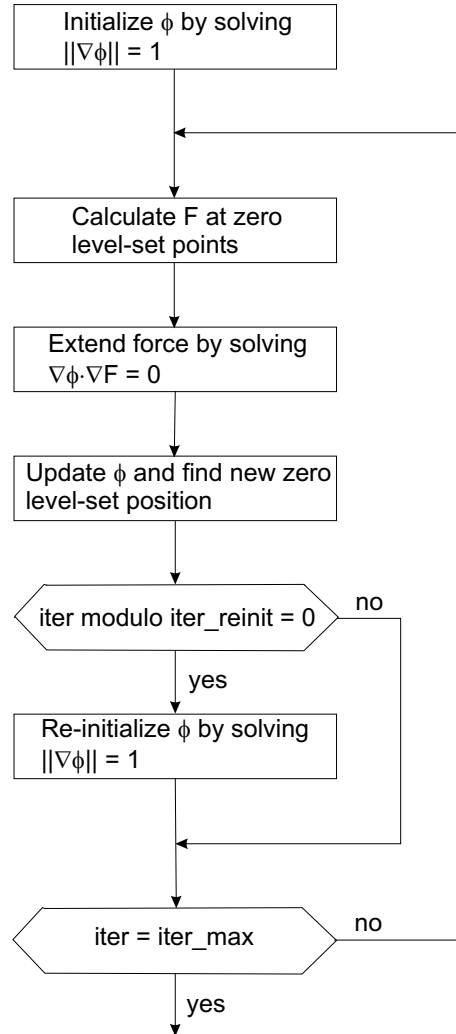 Initialize ϕ by solving
||∇ϕ|| = 1
Calculate F at zero
level-set points
Extend force by solving
∇ϕ·∇F = 0
Update ϕ and find new zero
level-set position
iter modulo iter_reinit = 0
no
yes
Re-initialize ϕ by solving
||∇ϕ|| = 1
iter = iter_max
no
yes